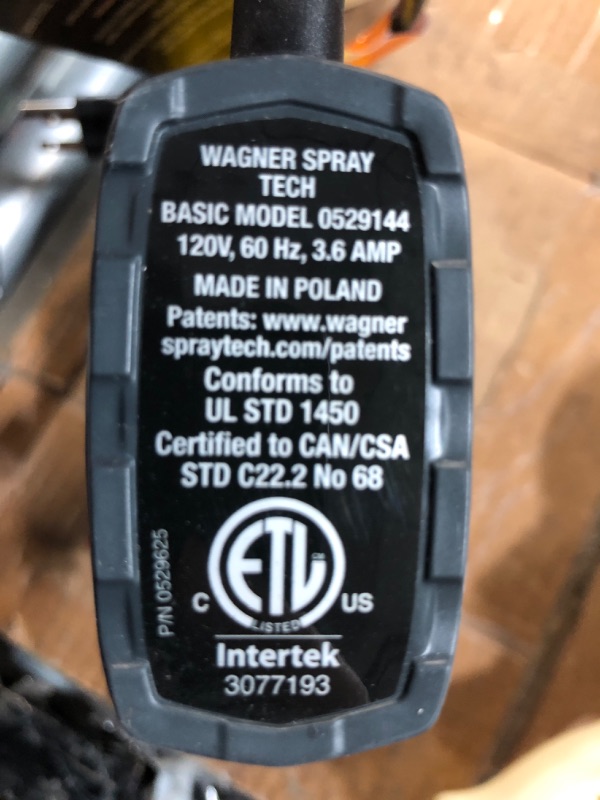 WAGNER SPRAY
TECH
BASIC MODEL 0529144
120V, 60 Hz, 3.6 AMP
MADE IN POLAND
Patents: www.wagner
spraytech.com/patents
Conforms to
UL STD 1450
Certified to CAN/CSA
STD C22.2 No 68
P/N 0529625
ETL
C US
LISTED
Intertek
3077193